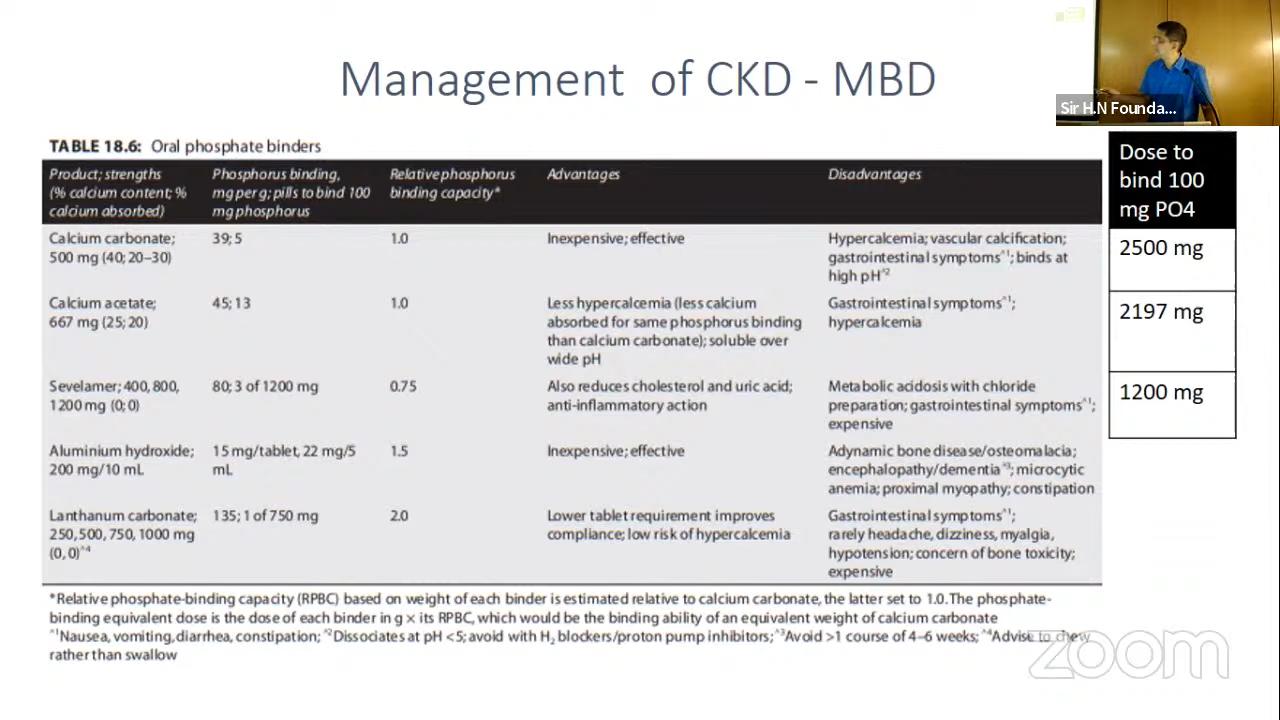 Management of CKD - MBD
Sir H.N Founda...
TABLE 18.6: Oral phosphate binders
Product; strengths
(% calcium content; %
calcium absorbed)
Phosphorus binding,
mg per g; pills to bind 100
mg phosphorus
Relative phosphorus
binding capacity*
Advantages
Disadvantages
Calcium carbonate;
500 mg (40; 20–30)
39; 5
1.0
Inexpensive; effective
Hypercalcemia; vascular calcification;
gastrointestinal symptoms^1; binds at
high pH^2
Calcium acetate;
667 mg (25; 20)
45; 13
1.0
Less hypercalcemia (less calcium
absorbed for same phosphorus binding
than calcium carbonate); soluble over
wide pH
Gastrointestinal symptoms^1;
hypercalcemia
Sevelamer; 400, 800,
1200 mg (0; 0)
80; 3 of 1200 mg
0.75
Also reduces cholesterol and uric acid;
anti-inflammatory action
Metabolic acidosis with chloride
preparation; gastrointestinal symptoms^1;
expensive
Aluminium hydroxide;
200 mg/10 mL
15 mg/tablet, 22 mg/5
mL
1.5
Inexpensive; effective
Adynamic bone disease/osteomalacia;
encephalopathy/dementia^3; microcytic
anemia; proximal myopathy; constipation
Lanthanum carbonate;
250, 500, 750, 1000 mg
(0, 0)^4
135; 1 of 750 mg
2.0
Lower tablet requirement improves
compliance; low risk of hypercalcemia
Gastrointestinal symptoms^1;
rarely headache, dizziness, myalgia,
hypotension; concern of bone toxicity;
expensive
*Relative phosphate-binding capacity (RPBC) based on weight of each binder is estimated relative to calcium carbonate, the latter set to 1.0. The phosphate-
binding equivalent dose is the dose of each binder in g × its RPBC, which would be the binding ability of an equivalent weight of calcium carbonate
^1Nausea, vomiting, diarrhea, constipation; ^2Dissociates at pH <5; avoid with H2 blockers/proton pump inhibitors; ^3Avoid >1 course of 4–6 weeks; ^4Advise to chew
rather than swallow
Dose to
bind 100
mg PO4
2500 mg
2197 mg
1200 mg
zoom